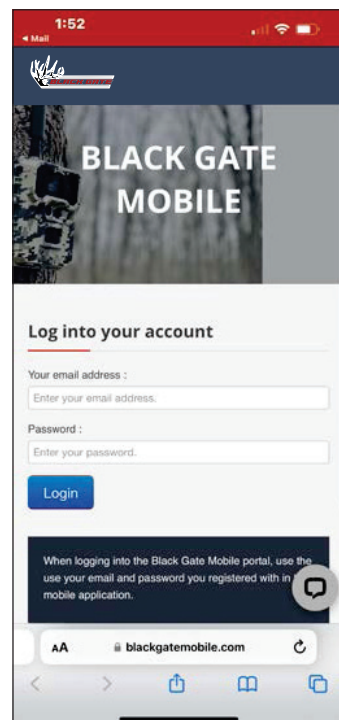 1:52
Mail
BLACK GATE
MOBILE
Log into your account
Your email address :
Enter your email address.
Password :
Enter your password.
Login
When logging into the Black Gate Mobile portal, use the
use your email and password you registered with in
mobile application.
AA blackgatemobile.com